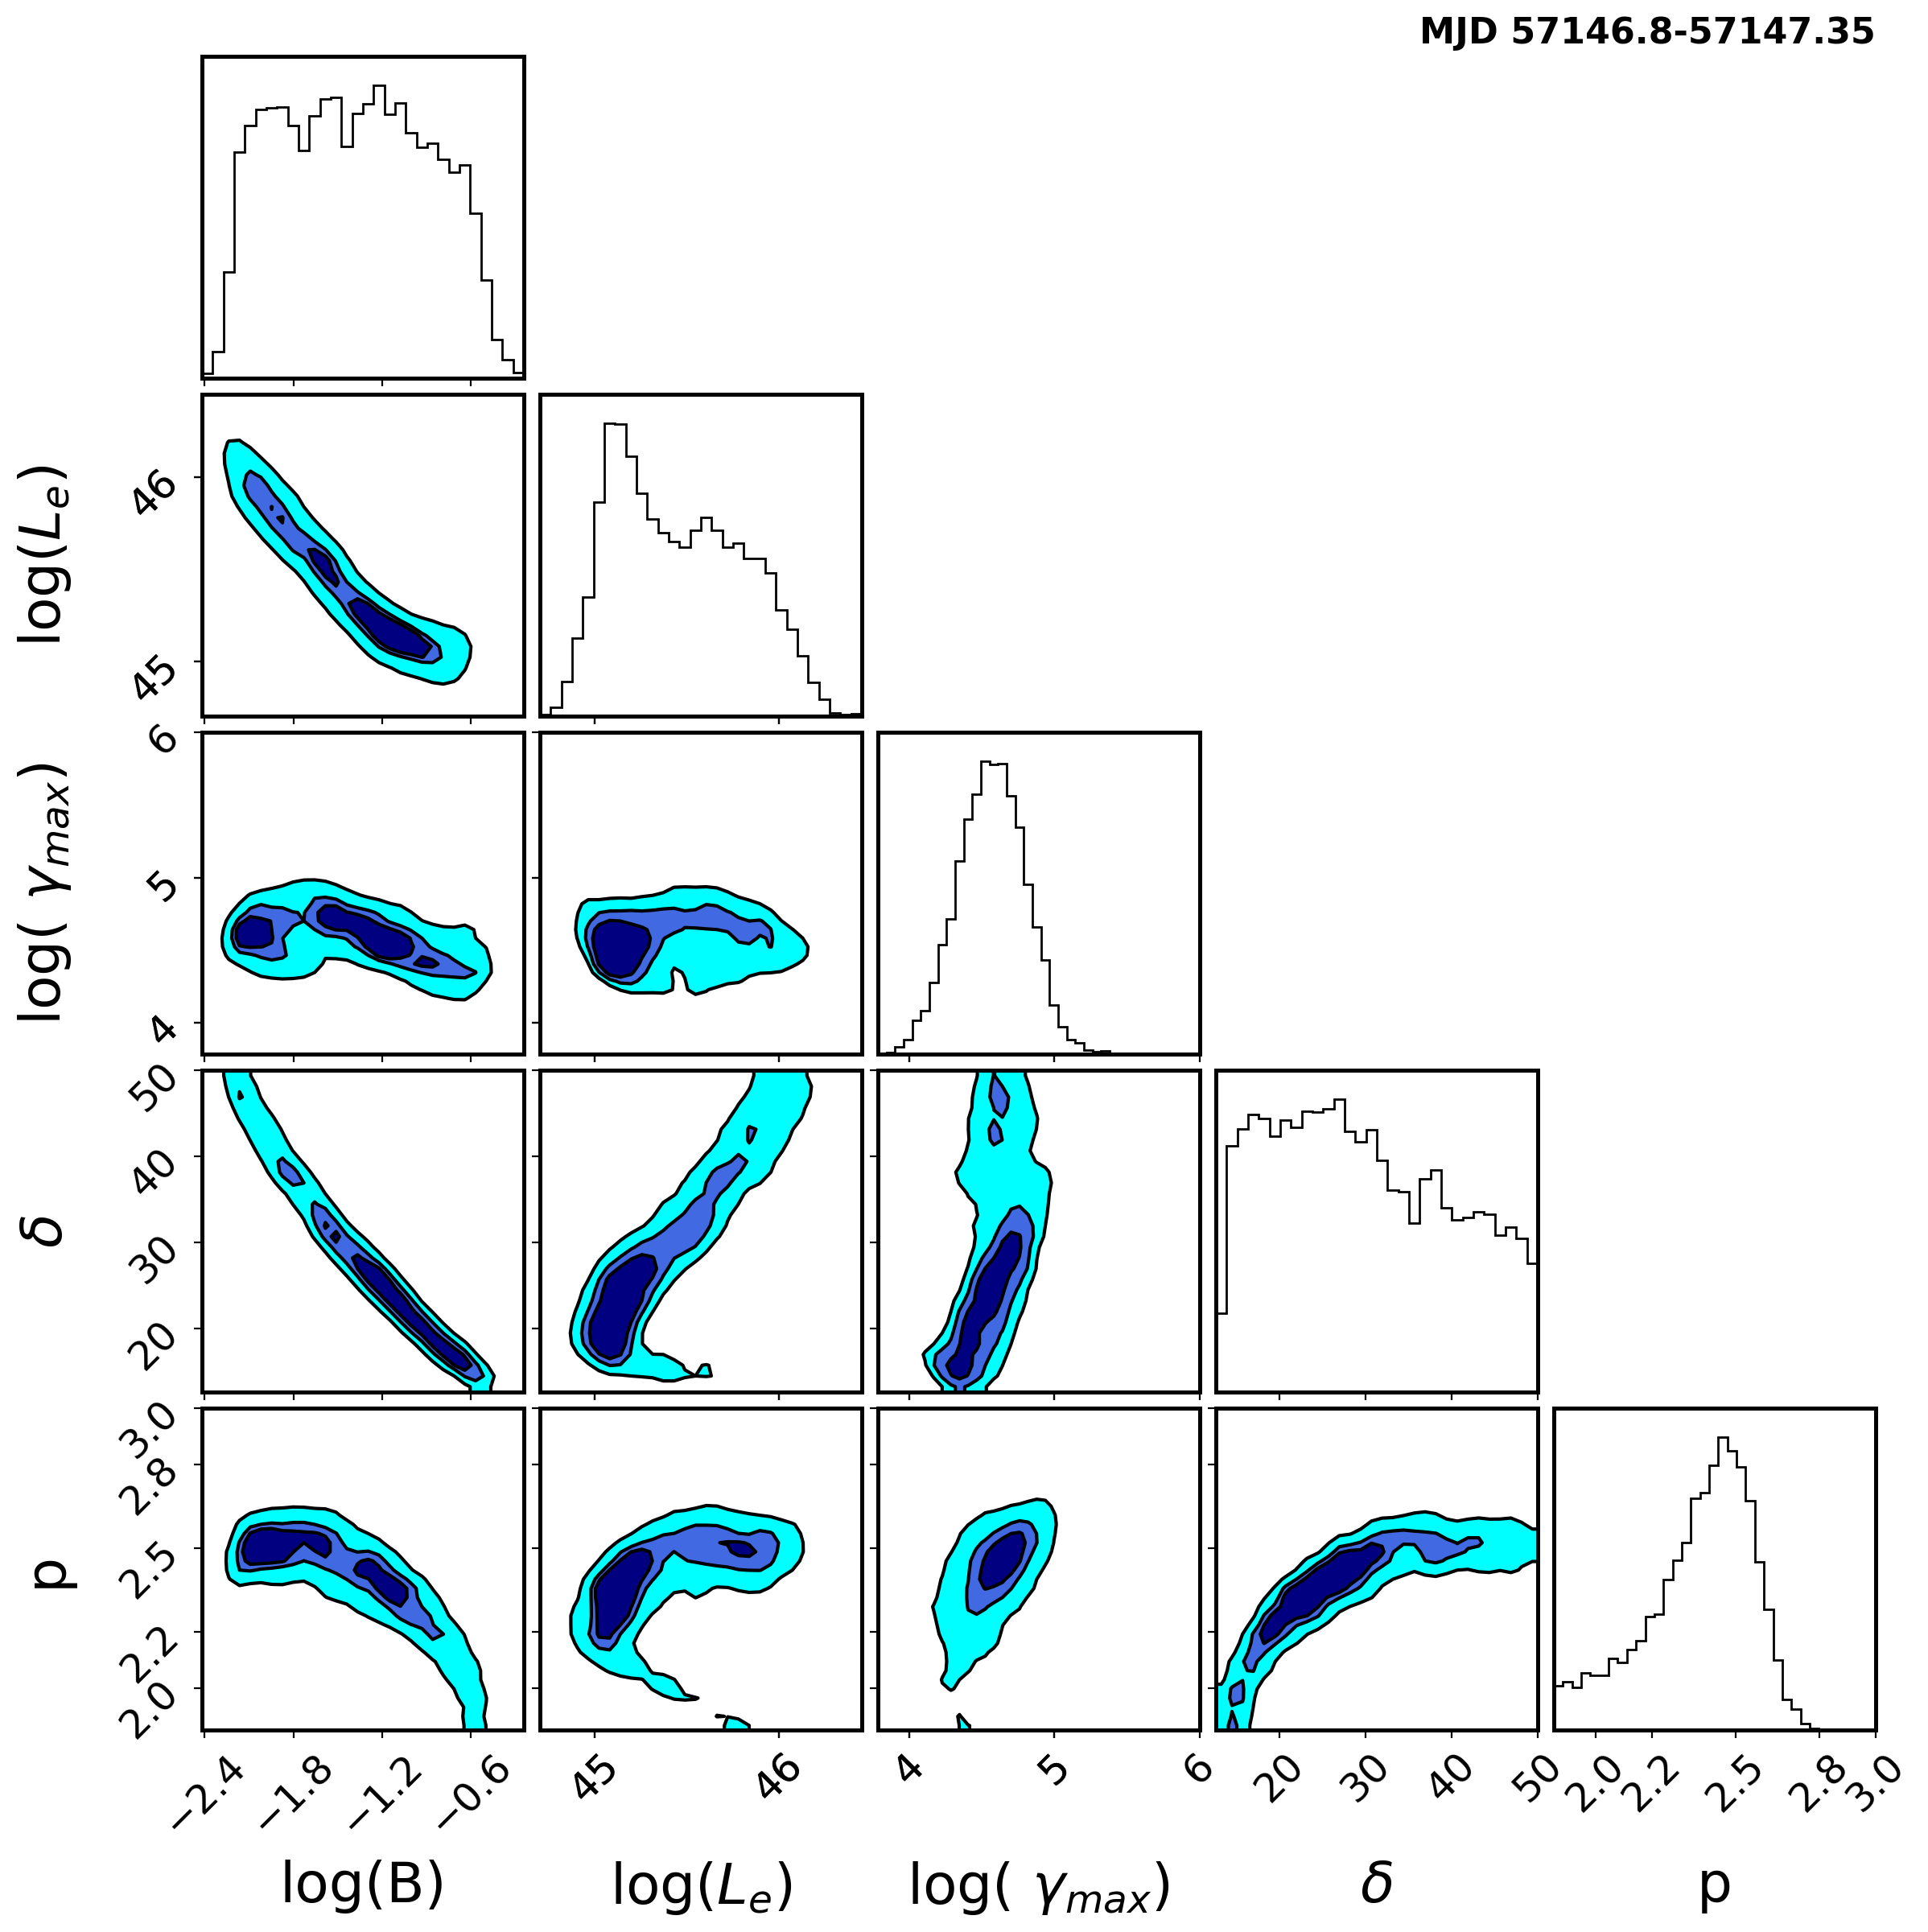 MJD 57146.8-57147.35
log(Lₑ)
46
45
log( γ_max)
6
5
4
δ
50
40
30
20
p
3.0
2.8
2.5
2.2
2.0
−2.4 −1.8 −1.2 −0.6 45 46 4 5 6 20 30 40 50 2.0 2.2 2.5 2.8 3.0
log(B) log(Lₑ) log( γ_max) δ p